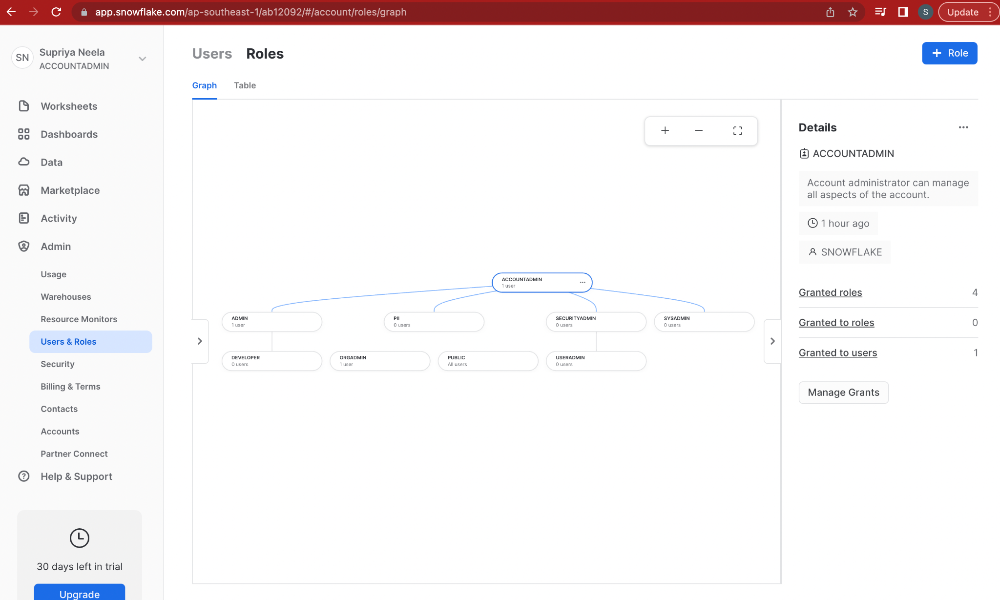 app.snowflake.com/ap-southeast-1/ab12092/#/account/roles/graph
S
Update
SN
Supriya Neela
ACCOUNTADMIN
Worksheets
Dashboards
Data
Marketplace
Activity
Admin
Usage
Warehouses
Resource Monitors
Users & Roles
Security
Billing & Terms
Contacts
Accounts
Partner Connect
Help & Support
30 days left in trial
Upgrade
Users Roles
+ Role
Graph Table
ACCOUNTADMIN
1 user
ADMIN
1 user
PII
0 users
SECURITYADMIN
0 users
SYSADMIN
0 users
DEVELOPER
0 users
ORGADMIN
1 user
PUBLIC
All users
USERADMIN
0 users
Details
ACCOUNTADMIN
Account administrator can manage
all aspects of the account.
1 hour ago
SNOWFLAKE
Granted roles 4
Granted to roles 0
Granted to users 1
Manage Grants